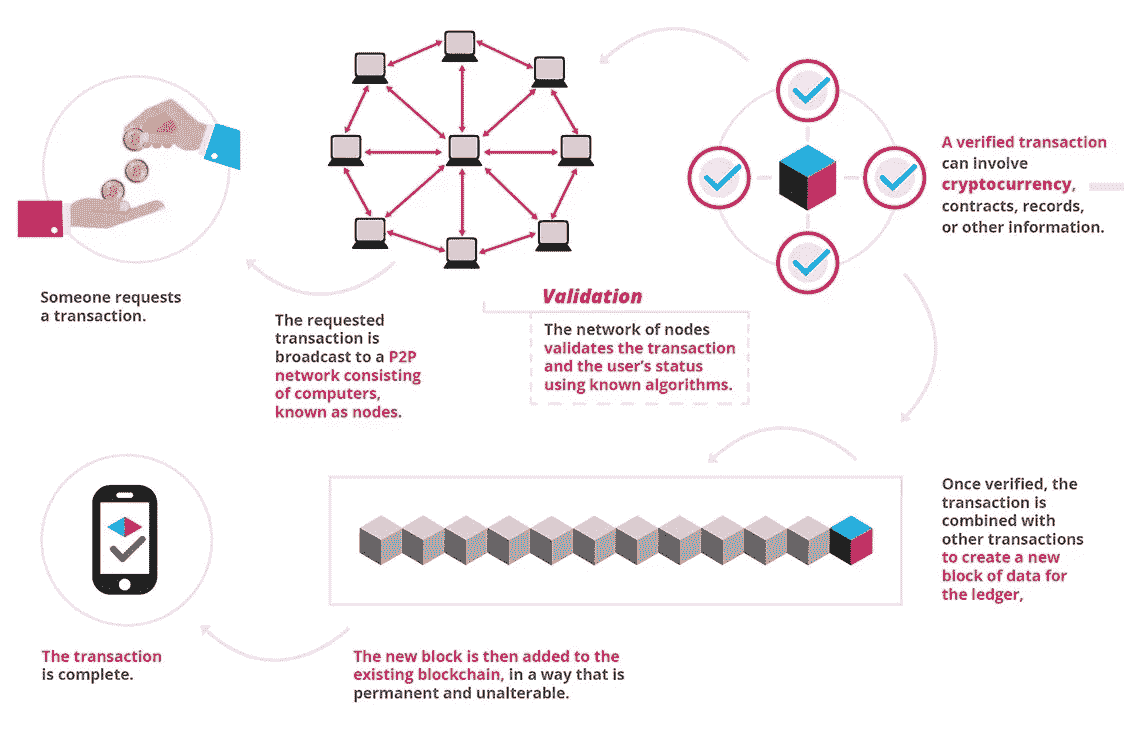 Someone requests
a transaction.
The requested
transaction is
broadcast to a P2P
network consisting
of computers,
known as nodes.
Validation
The network of nodes
validates the transaction
and the user's status
using known algorithms.
A verified transaction
can involve
cryptocurrency,
contracts, records,
or other information.
Once verified, the
transaction is
combined with
other transactions
to create a new
block of data for
the ledger,
The new block is then added to the
existing blockchain, in a way that is
permanent and unalterable.
The transaction
is complete.